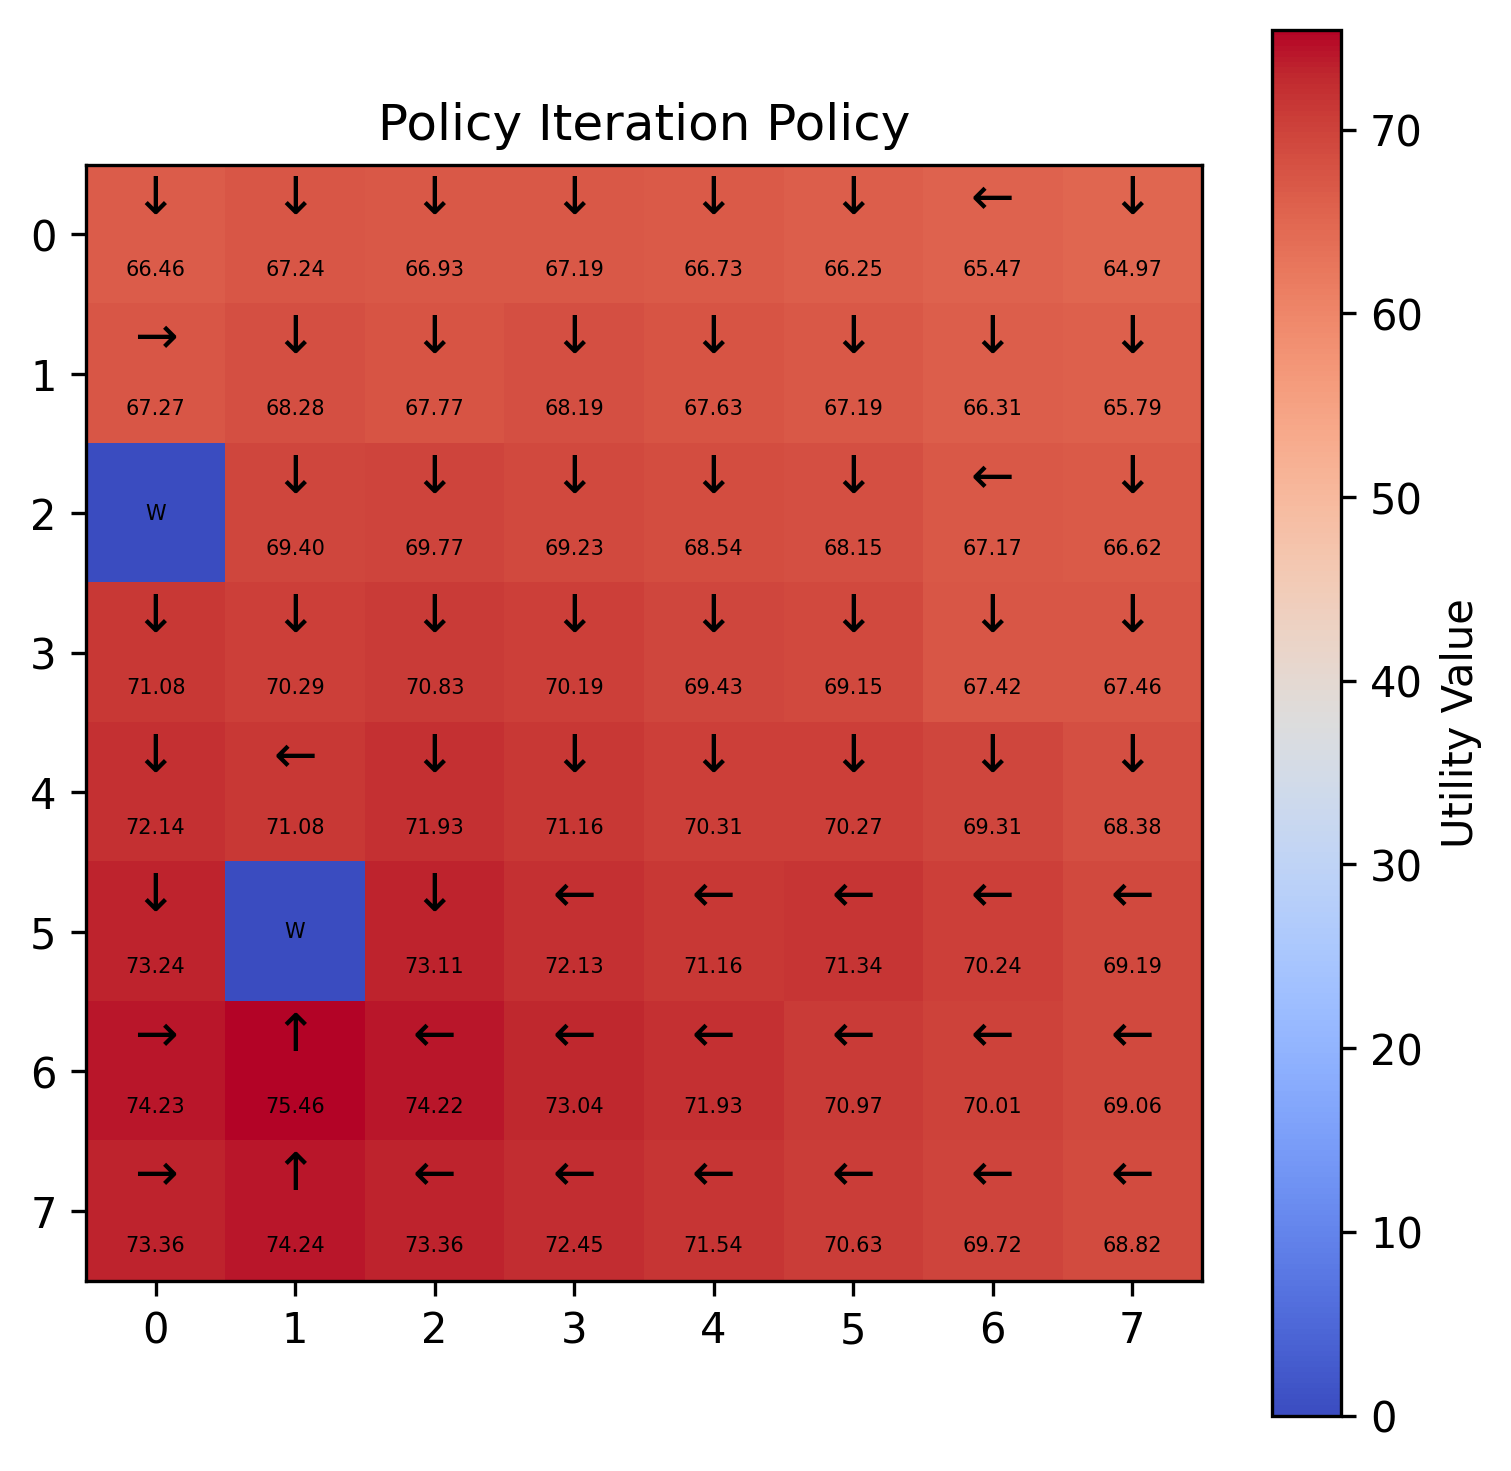 Policy Iteration Policy
0 ↓ ↓ ↓ ↓ ↓ ↓ ← ↓
66.46 67.24 66.93 67.19 66.73 66.25 65.47 64.97
1 → ↓ ↓ ↓ ↓ ↓ ↓ ↓
67.27 68.28 67.77 68.19 67.63 67.19 66.31 65.79
2 W ↓ ↓ ↓ ↓ ↓ ← ↓
69.40 69.77 69.23 68.54 68.15 67.17 66.62
3 ↓ ↓ ↓ ↓ ↓ ↓ ↓ ↓
71.08 70.29 70.83 70.19 69.43 69.15 67.42 67.46
4 ↓ ← ↓ ↓ ↓ ↓ ↓ ↓
72.14 71.08 71.93 71.16 70.31 70.27 69.31 68.38
5 ↓ W ↓ ← ← ← ← ←
73.24 73.11 72.13 71.16 71.34 70.24 69.19
6 → ↑ ← ← ← ← ← ←
74.23 75.46 74.22 73.04 71.93 70.97 70.01 69.06
7 → ↑ ← ← ← ← ← ←
73.36 74.24 73.36 72.45 71.54 70.63 69.72 68.82
0 1 2 3 4 5 6 7
70
60
50
40
30
20
10
0
Utility Value